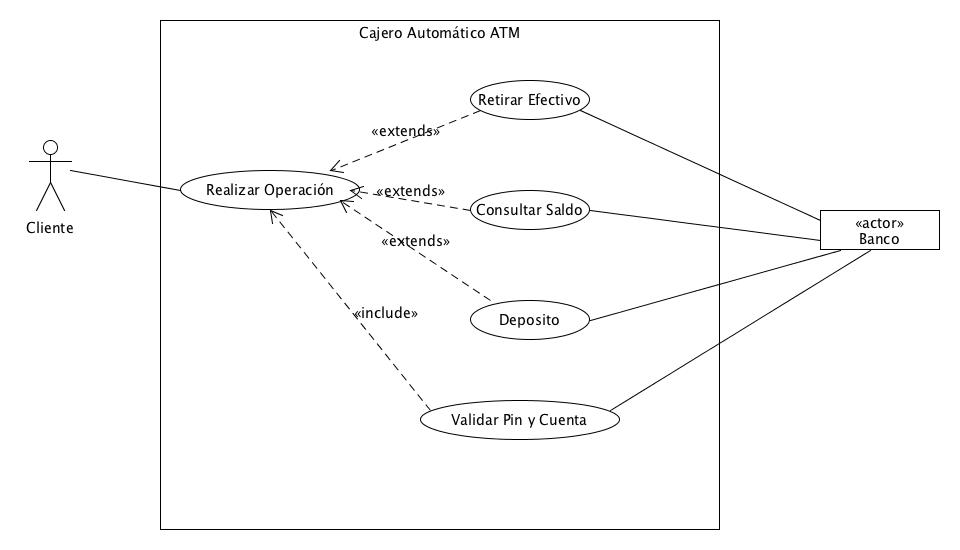 Cajero Automático ATM
Retirar Efectivo
«extends»
Realizar Operación
«extends»
Consultar Saldo
Cliente
«actor»
Banco
«extends»
«include»
Deposito
Validar Pin y Cuenta